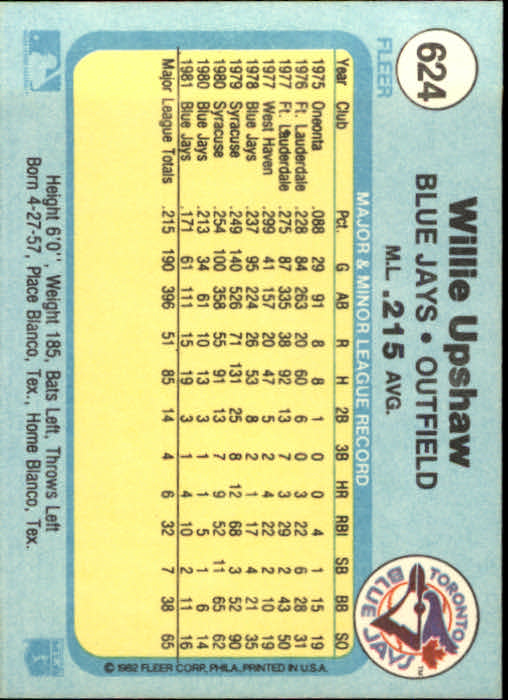 624
FLEER
Willie Upshaw
BLUE JAYS • OUTFIELD
M.L. .215 AVG.
TORONTO
BLUE JAYS
TM
MAJOR & MINOR LEAGUE RECORD
Year Club Pct. G AB R H 2B 3B HR RBI SB BB SO
1975 Oneonta .088 29 91 8 8 1 0 0 4 1 15 19
1976 Ft. Lauderdale .228 84 263 20 60 6 0 3 22 6 28 31
1977 Ft. Lauderdale .275 87 335 38 92 13 7 3 29 2 43 50
1977 West Haven .299 41 157 20 47 5 2 7 22 4 10 19
1978 Blue Jays .237 95 224 26 53 8 2 1 17 4 21 35
1979 Syracuse .249 140 526 71 131 25 8 12 68 3 52 90
1980 Syracuse .254 100 358 55 91 13 7 9 52 11 65 62
1980 Blue Jays .213 34 61 10 13 3 1 1 5 1 6 14
1981 Blue Jays .171 61 111 15 19 3 1 4 10 2 11 16
Major League Totals .215 190 396 51 85 14 4 6 32 7 38 65
© 1982 FLEER CORP. PHILA. PRINTED IN U.S.A.
Height 6'0", Weight 185, Bats Left, Throws Left
Born 4-27-57, Place Blanco, Tex., Home Blanco, Tex.